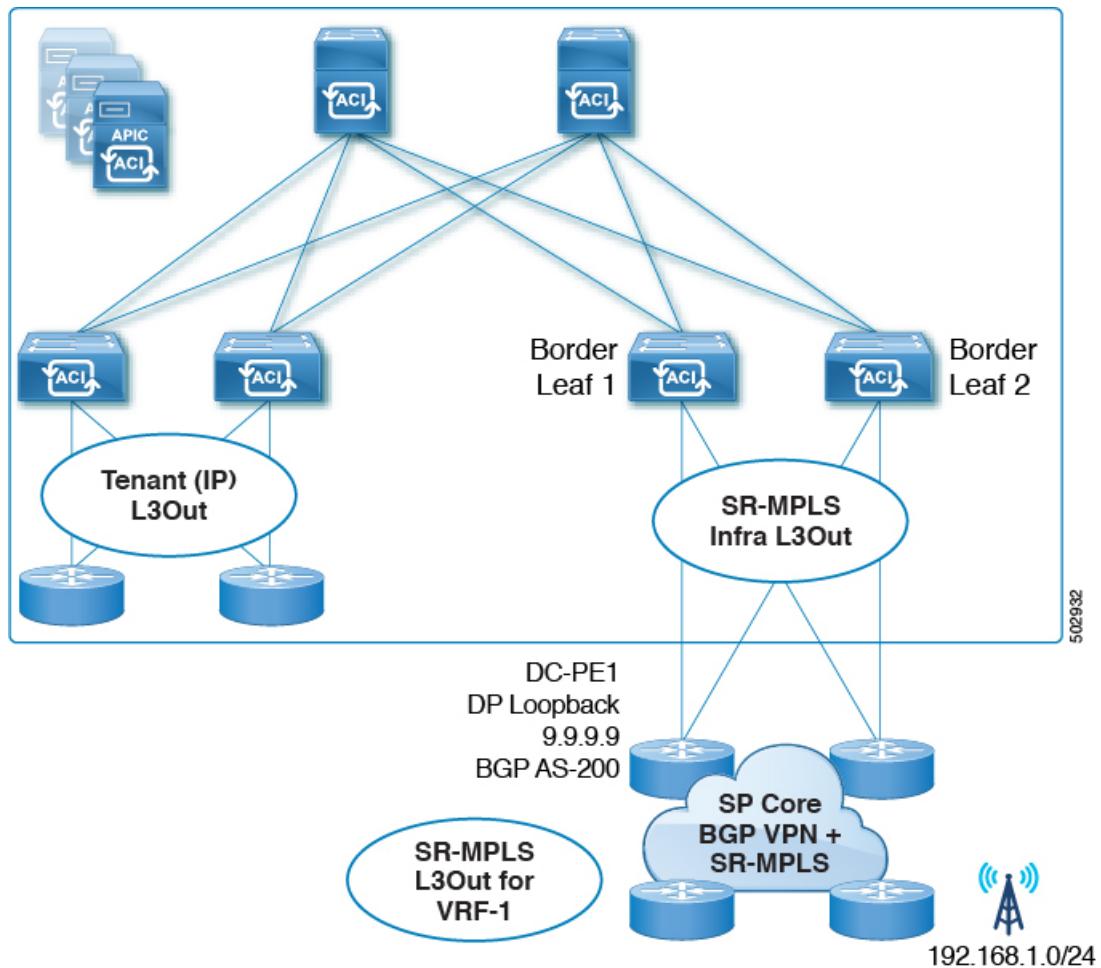 ACI
ACI
A
A
APIC
ACI
Border
Leaf 1
Border
Leaf 2
ACI
ACI
ACI
ACI
Tenant (IP)
L3Out
SR-MPLS
Infra L3Out
502932
DC-PE1
DP Loopback
9.9.9.9
BGP AS-200
SP Core
BGP VPN +
SR-MPLS
SR-MPLS
L3Out for
VRF-1
192.168.1.0/24